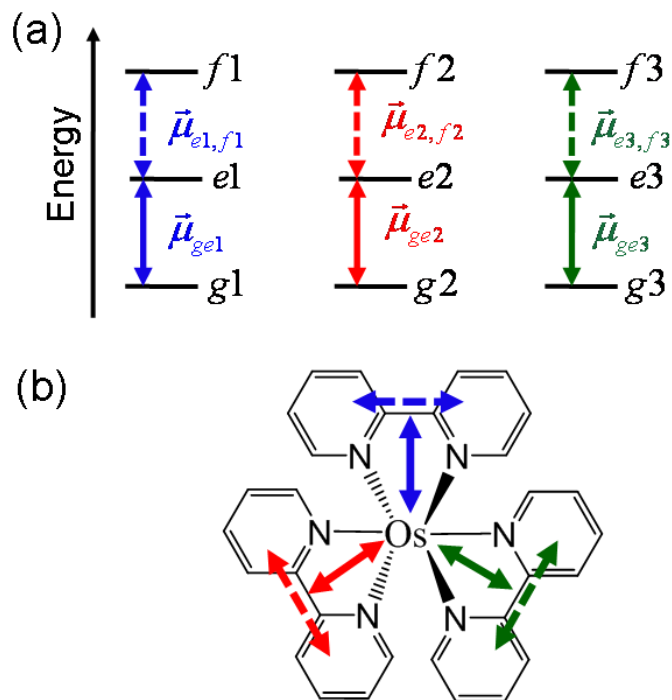 (a)
Energy
f1 f2 f3
μ⃗e1,f1 μ⃗e2,f2 μ⃗e3,f3
e1 e2 e3
μ⃗ge1 μ⃗ge2 μ⃗ge3
g1 g2 g3
(b)
N N
N Os N
N N